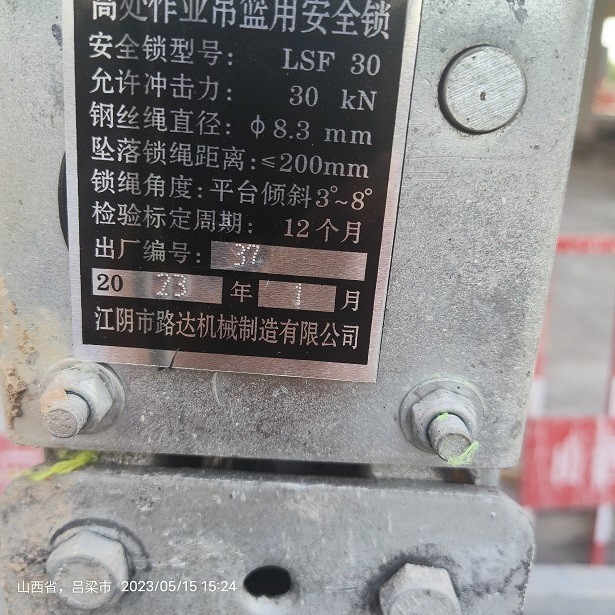 高处作业吊篮用安全锁
安全锁型号: LSF 30
允许冲击力: 30 kN
钢丝绳直径: φ8.3 mm
坠落锁绳距离: ≤200mm
锁绳角度: 平台倾斜3°~8°
检验标定周期: 12个月
出厂编号: 37
20 23 年 1 月
江阴市路达机械制造有限公司
山西省，吕梁市 2023/05/15 15:24